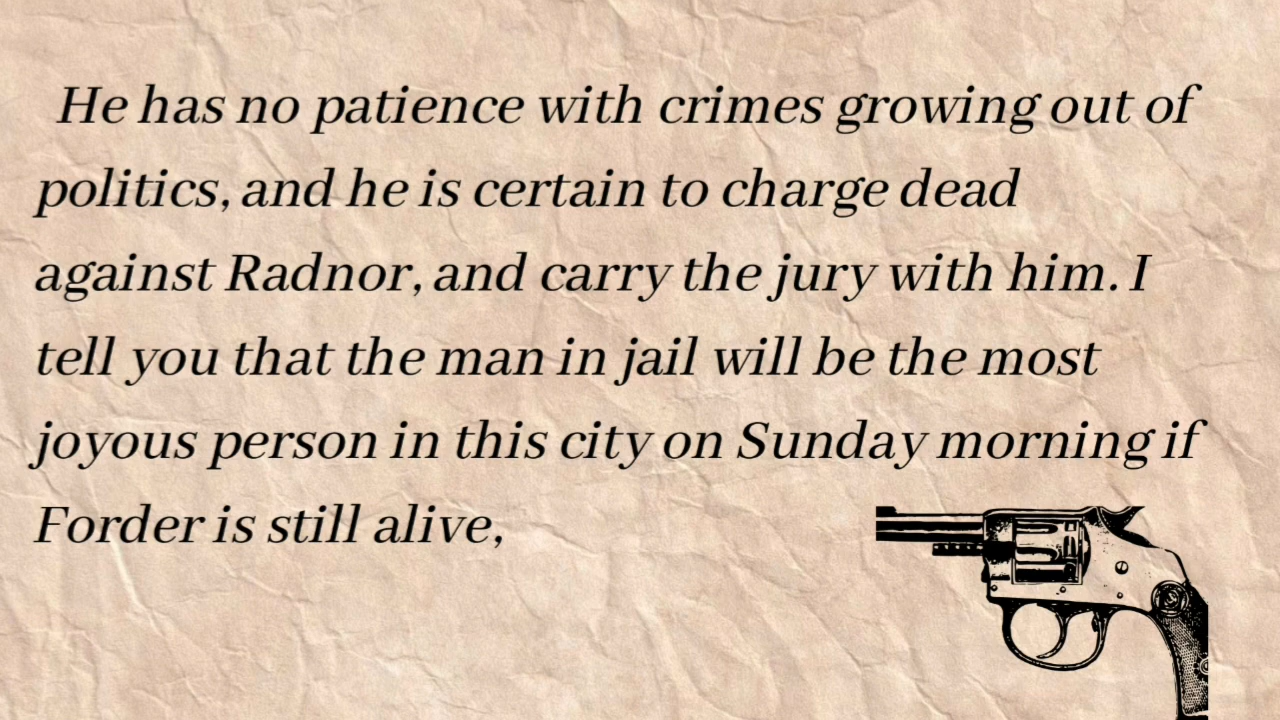 He has no patience with crimes growing out of
politics, and he is certain to charge dead
against Radnor, and carry the jury with him. I
tell you that the man in jail will be the most
joyous person in this city on Sunday morning if
Forder is still alive,